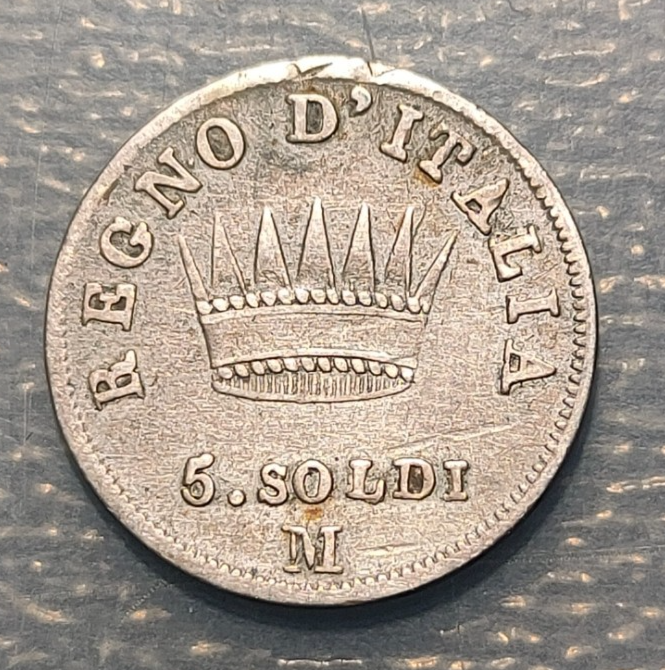 REGNO D'ITALIA
5. SOLDI
M